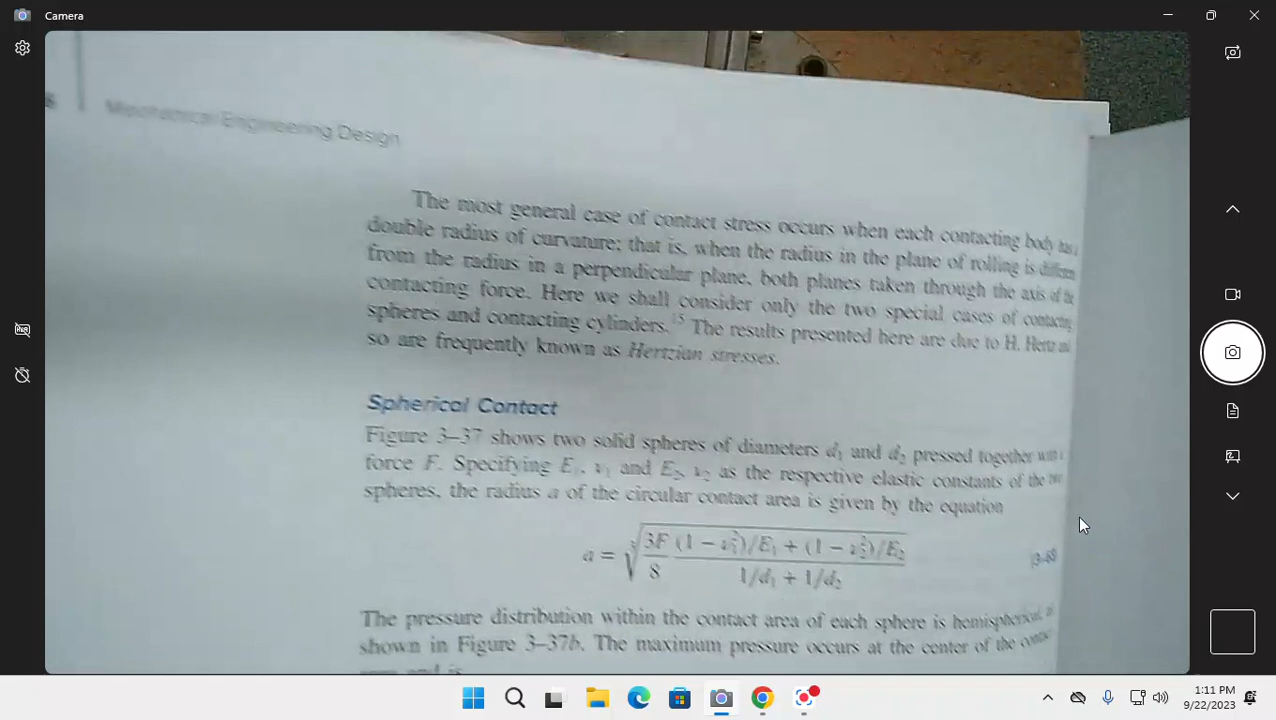 Camera
8
Mechanical Engineering Design
The most general case of contact stress occurs when each contacting body has a
double radius of curvature; that is, when the radius in the plane of rolling is different
from the radius in a perpendicular plane, both planes taken through the axis of the
contacting force. Here we shall consider only the two special cases of contacting
spheres and contacting cylinders.¹⁵ The results presented here are due to H. Hertz and
so are frequently known as Hertzian stresses.
Spherical Contact
Figure 3–37 shows two solid spheres of diameters d₁ and d₂ pressed together with a
force F. Specifying E₁, ν₁ and E₂, ν₂ as the respective elastic constants of the two
spheres, the radius a of the circular contact area is given by the equation
a = ∛(3F/8 · ((1 − ν₁²)/E₁ + (1 − ν₂²)/E₂)/(1/d₁ + 1/d₂)) (3–68)
The pressure distribution within the contact area of each sphere is hemispherical, as
shown in Figure 3–37b. The maximum pressure occurs at the center of the contact
area and is
1:11 PM
9/22/2023